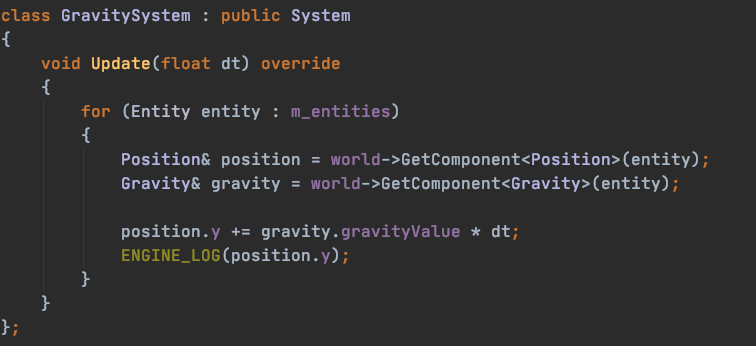 class GravitySystem : public System
{
    void Update(float dt) override
    {
        for (Entity entity : m_entities)
        {
            Position& position = world->GetComponent<Position>(entity);
            Gravity& gravity = world->GetComponent<Gravity>(entity);

            position.y += gravity.gravityValue * dt;
            ENGINE_LOG(position.y);
        }
    }
};